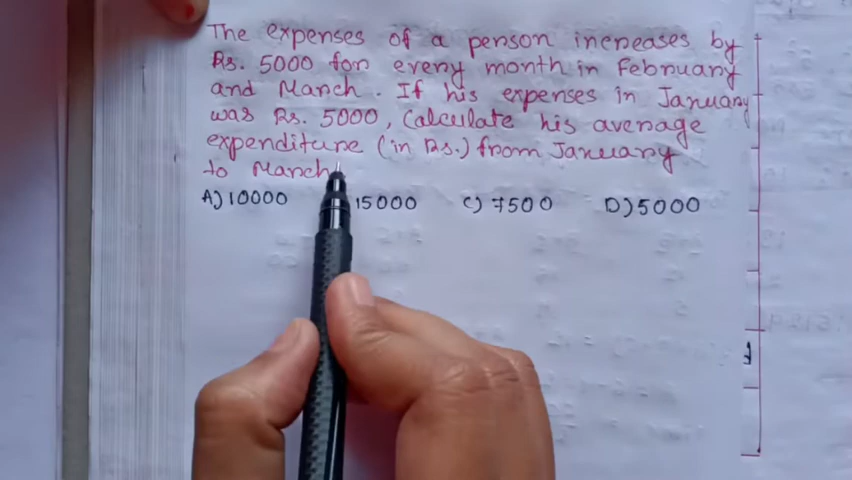 The expenses of a person increases by
Rs. 5000 for every month in February
and March. If his expenses in January
was Rs. 5000, Calculate his average
expenditure (in Rs.) from January
to March
A) 10000 15000 C) 7500 D) 5000